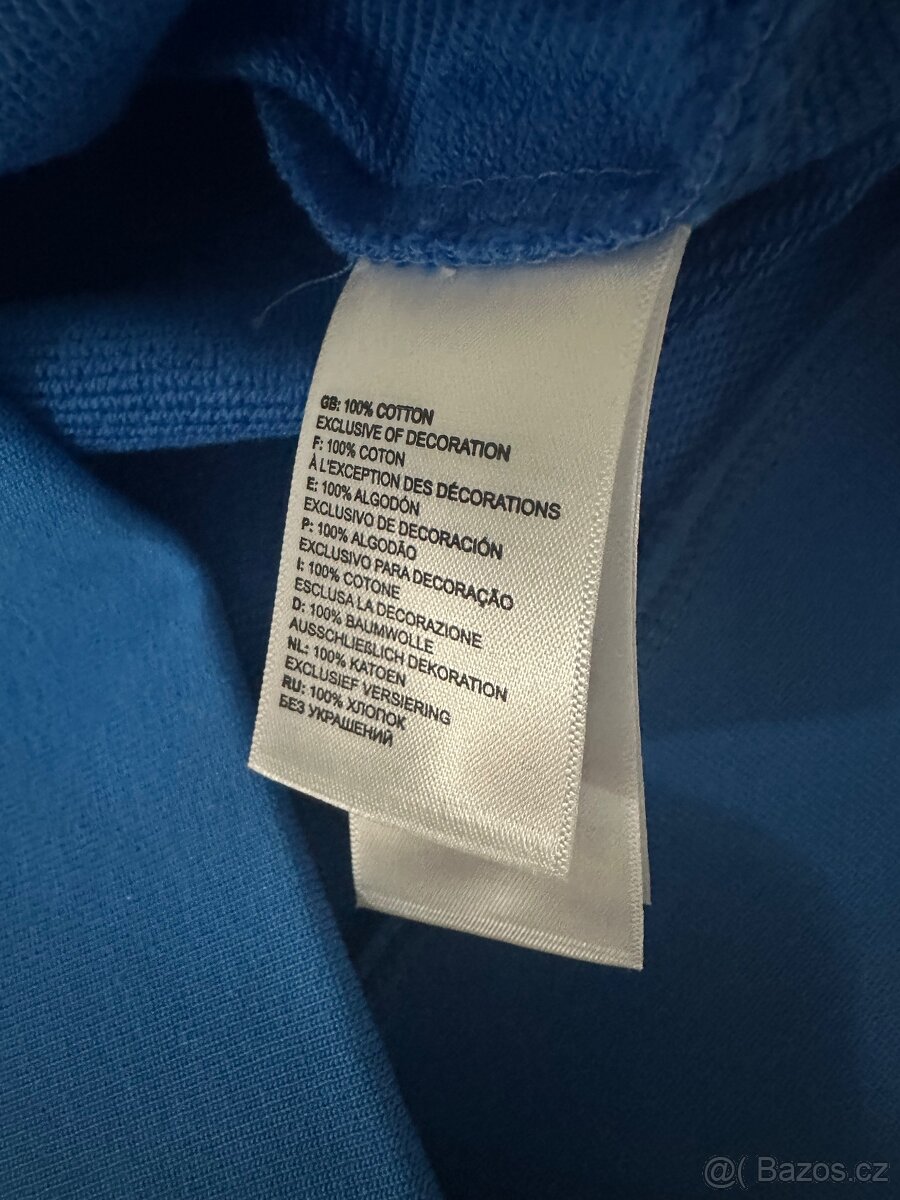 GB: 100% COTTON
EXCLUSIVE OF DECORATION
F: 100% COTON
À L'EXCEPTION DES DÉCORATIONS
E: 100% ALGODÓN
EXCLUSIVO DE DECORACIÓN
P: 100% ALGODÃO
EXCLUSIVO PARA DECORAÇÃO
I: 100% COTONE
ESCLUSA LA DECORAZIONE
D: 100% BAUMWOLLE
AUSSCHLIEßLICH DEKORATION
NL: 100% KATOEN
EXCLUSIEF VERSIERING
RU: 100% ХЛОПОК
БЕЗ УКРАШЕНИЙ
@( Bazos.cz